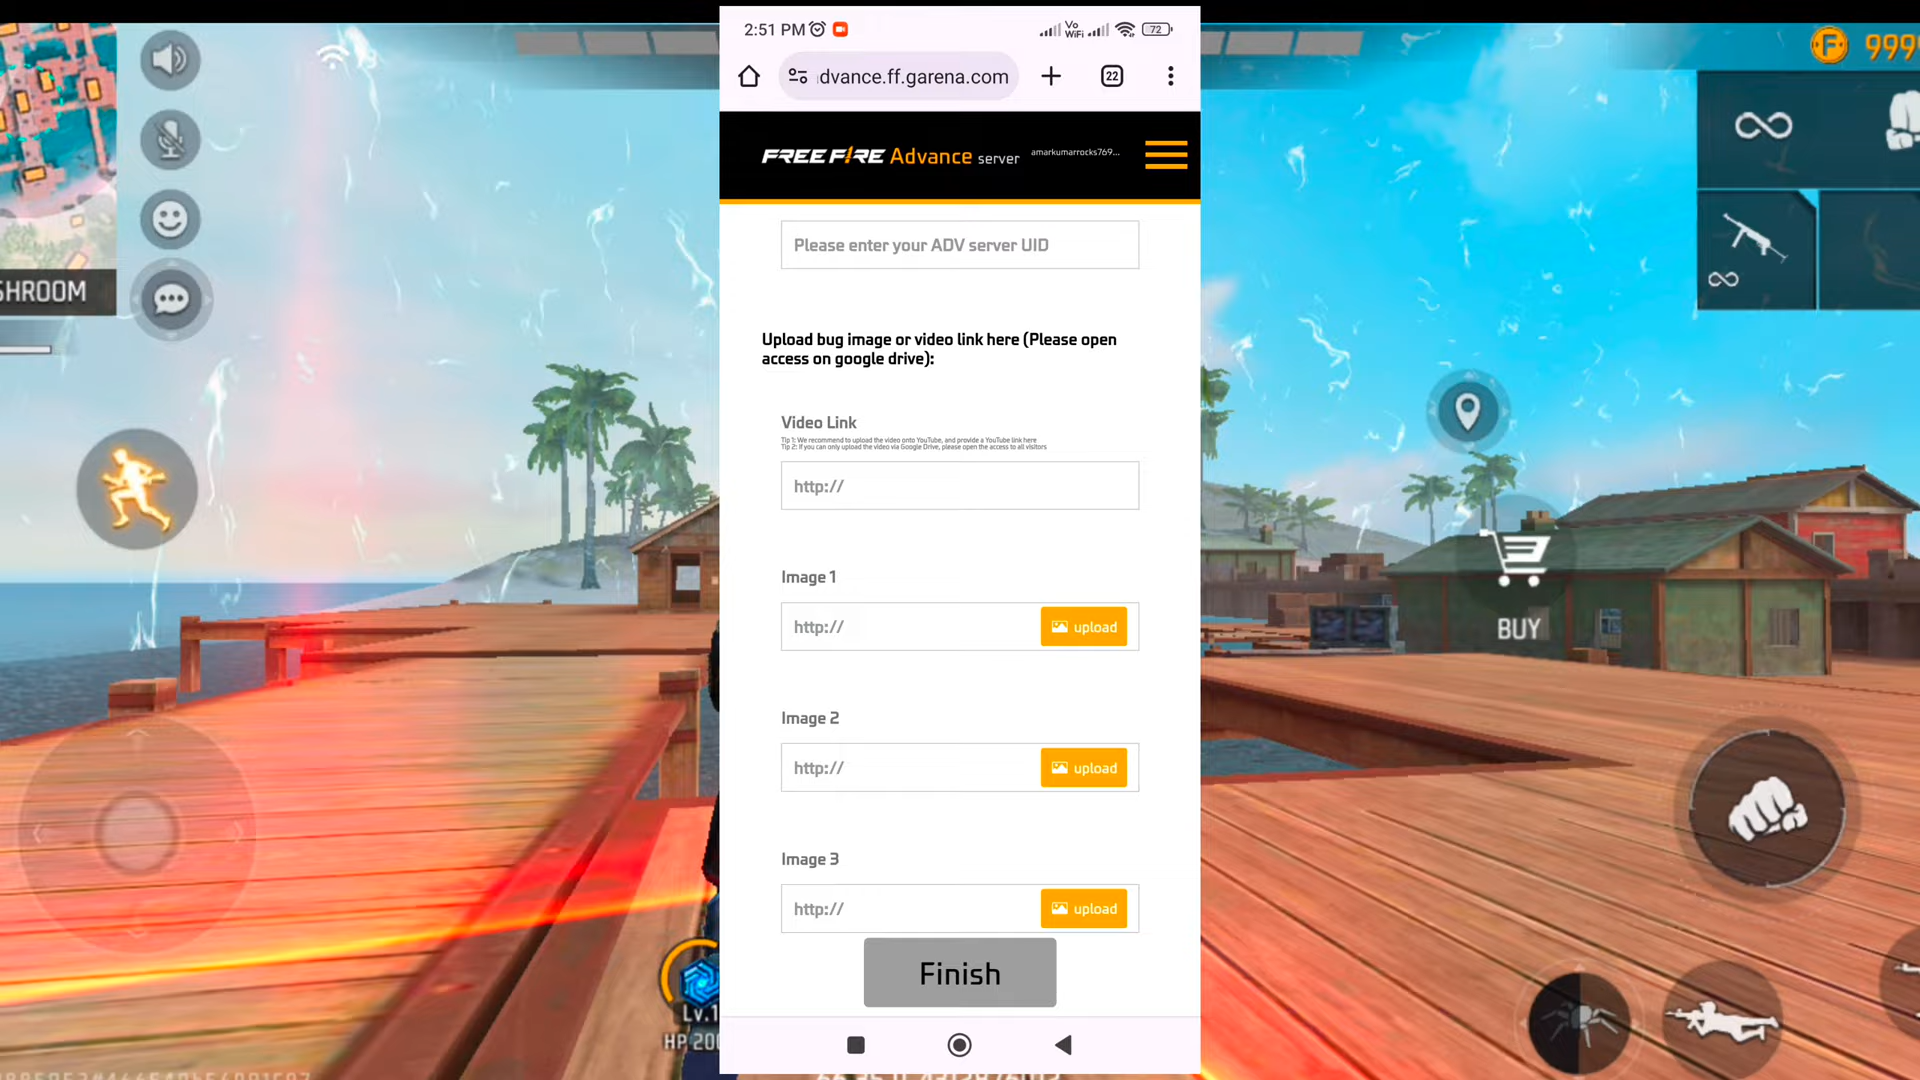 2:51 PM
Vo
WiFi
72
dvance.ff.garena.com
22
FREE FIRE Advance server
amarkumarrocks769...
Please enter your ADV server UID
Upload bug image or video link here (Please open
access on google drive):
Video Link
Tip 1: We recommend to upload the video onto YouTube, and provide a YouTube link here
Tip 2: If you can only upload the video via Google Drive, please open the access to all visitors
http://
Image 1
http://
upload
Image 2
http://
upload
Image 3
http://
upload
Finish
SHROOM
Lv.1
HP 200
F
999
BUY